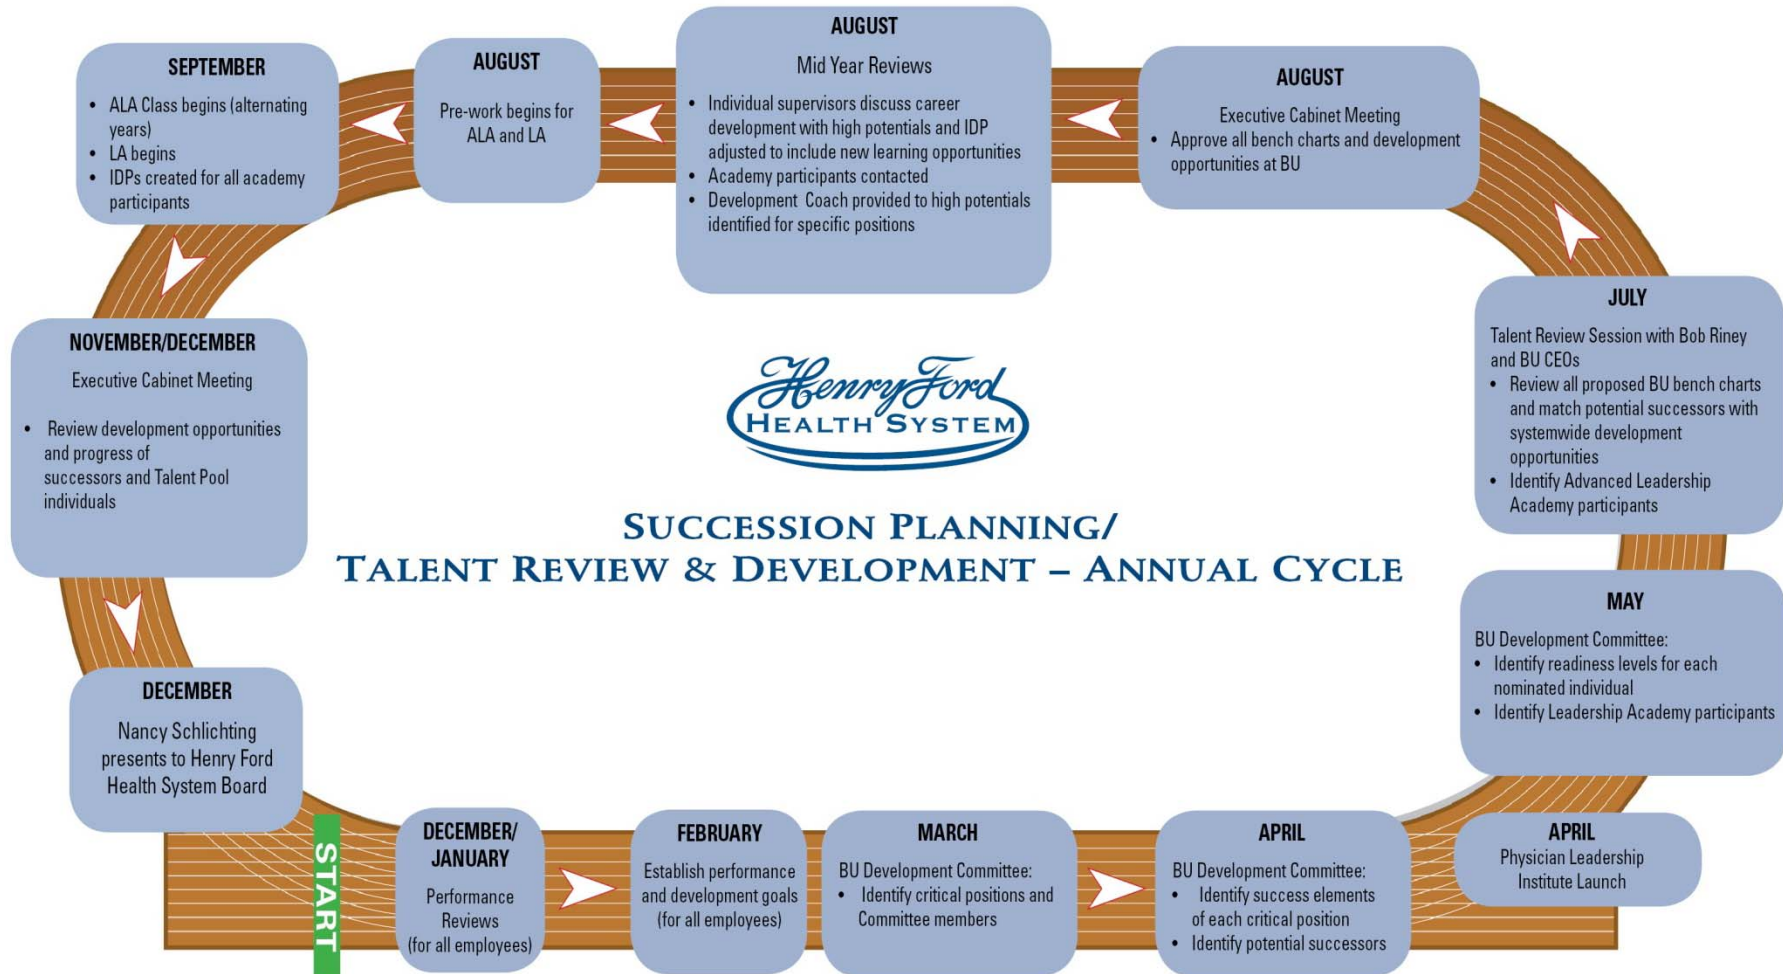 SEPTEMBER
• ALA Class begins (alternating
years)
• LA begins
• IDPs created for all academy
participants
AUGUST
Pre-work begins for
ALA and LA
AUGUST
Mid Year Reviews
• Individual supervisors discuss career
development with high potentials and IDP
adjusted to include new learning opportunities
• Academy participants contacted
• Development Coach provided to high potentials
identified for specific positions
AUGUST
Executive Cabinet Meeting
• Approve all bench charts and development
opportunities at BU
JULY
Talent Review Session with Bob Riney
and BU CEOs
• Review all proposed BU bench charts
and match potential successors with
systemwide development
opportunities
• Identify Advanced Leadership
Academy participants
NOVEMBER/DECEMBER
Executive Cabinet Meeting
• Review development opportunities
and progress of
successors and Talent Pool
individuals
Henry Ford
HEALTH SYSTEM
SUCCESSION PLANNING/
TALENT REVIEW & DEVELOPMENT – ANNUAL CYCLE
MAY
BU Development Committee:
• Identify readiness levels for each
nominated individual
• Identify Leadership Academy participants
DECEMBER
Nancy Schlichting
presents to Henry Ford
Health System Board
START
DECEMBER/
JANUARY
Performance
Reviews
(for all employees)
FEBRUARY
Establish performance
and development goals
(for all employees)
MARCH
BU Development Committee:
• Identify critical positions and
Committee members
APRIL
BU Development Committee:
• Identify success elements
of each critical position
• Identify potential successors
APRIL
Physician Leadership
Institute Launch